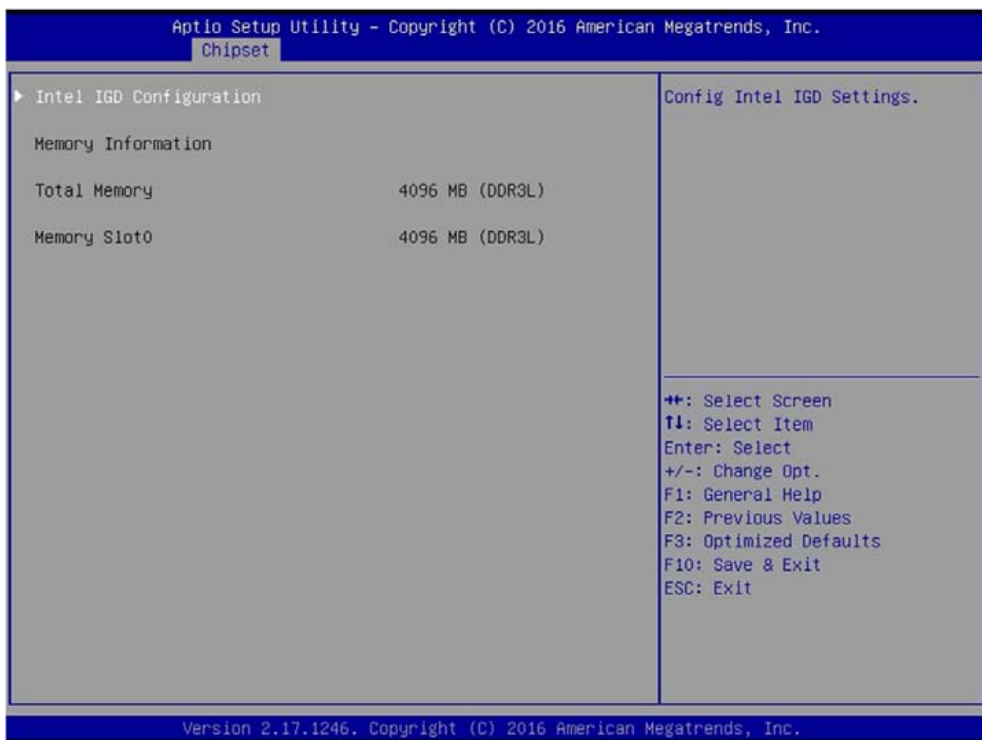 Aptio Setup Utility – Copyright (C) 2016 American Megatrends, Inc.
Chipset
▶ Intel IGD Configuration
Memory Information
Total Memory 4096 MB (DDR3L)
Memory Slot0 4096 MB (DDR3L)
Config Intel IGD Settings.
→←: Select Screen
↑↓: Select Item
Enter: Select
+/-: Change Opt.
F1: General Help
F2: Previous Values
F3: Optimized Defaults
F10: Save & Exit
ESC: Exit
Version 2.17.1246. Copyright (C) 2016 American Megatrends, Inc.